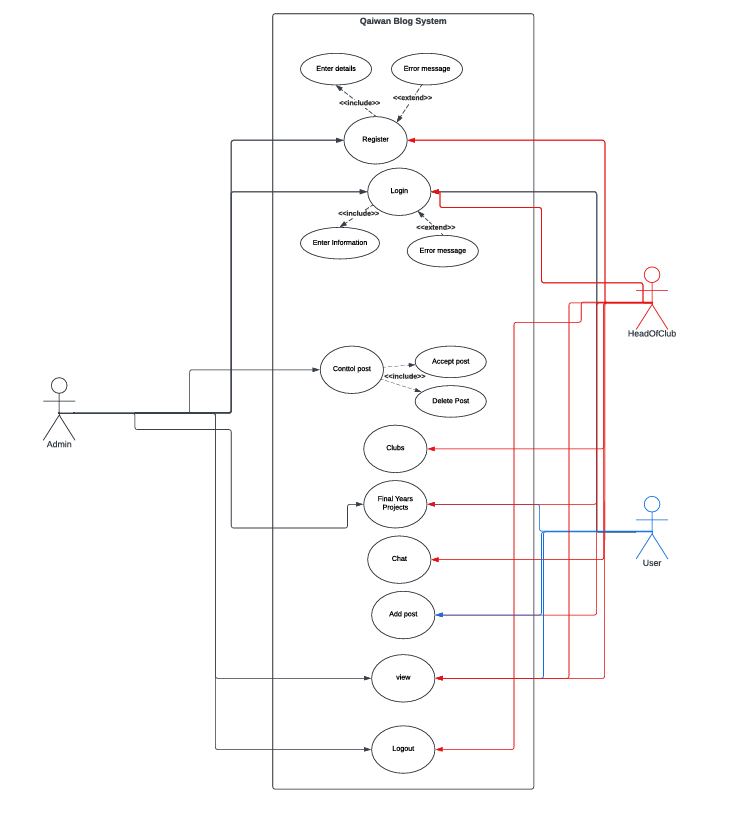 Qaiwan Blog System
Enter details
Error message
<<include>>
<<extend>>
Register
Login
<<include>>
<<extend>>
Enter Information
Error message
HeadOfClub
Conttol post
Accept post
<<include>>
Delete Post
Admin
Clubs
Final Years
Projects
Chat
User
Add post
view
Logout